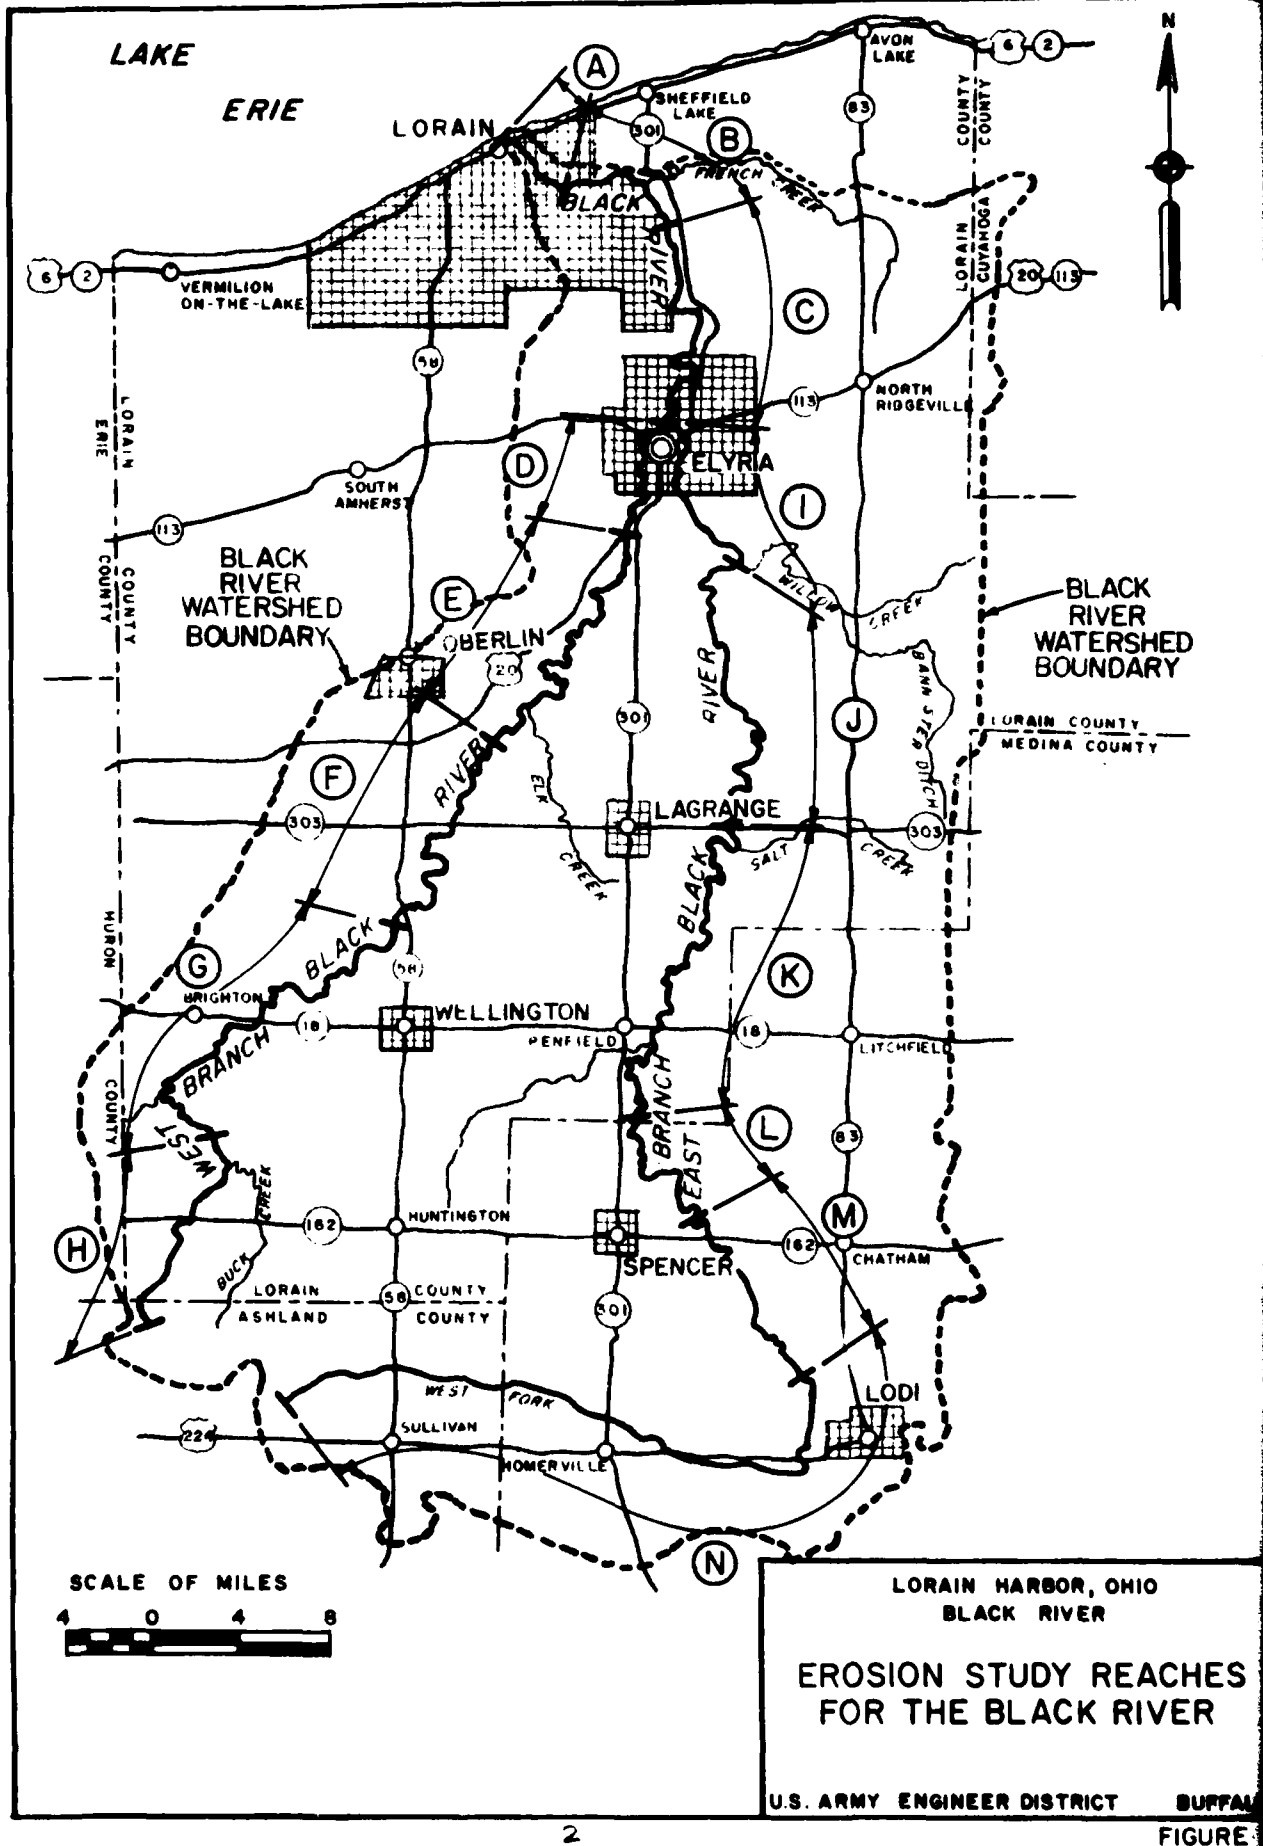 N
LAKE
ERIE
A
AVON
LAKE
6
2
SHEFFIELD
LAKE
83
LORAIN
301
B
COUNTY
COUNTY
FRENCH
CREEK
BLACK
RIVER
LORAIN
CUYAHOGA
6
2
VERMILION
ON-THE-LAKE
20
113
C
58
NORTH
RIDGEVILLE
113
LORAIN
ERIE
D
ELYRIA
SOUTH
AMHERST
I
113
COUNTY
COUNTY
BLACK
RIVER
WATERSHED
BOUNDARY
E
WILLOW
CREEK
BLACK
RIVER
WATERSHED
BOUNDARY
OBERLIN
20
RIVER
BANNISTER DITCH
301
J
LORAIN COUNTY
MEDINA COUNTY
F
RIVER
ELK
CREEK
303
LAGRANGE
303
SALT
CREEK
BLACK
HURON
BLACK
G
58
K
BRIGHTON
18
WELLINGTON
PENFIELD
18
LITCHFIELD
BRANCH
COUNTY
BRANCH
L
83
WEST
EAST
CREEK
BUCK
162
HUNTINGTON
M
H
SPENCER
162
CHATHAM
LORAIN
58
COUNTY
ASHLAND
COUNTY
301
WEST
FORK
LODI
224
SULLIVAN
HOMERVILLE
N
SCALE OF MILES
4 0 4 8
LORAIN HARBOR, OHIO
BLACK RIVER
EROSION STUDY REACHES
FOR THE BLACK RIVER
U.S. ARMY ENGINEER DISTRICT
2
FIGURE